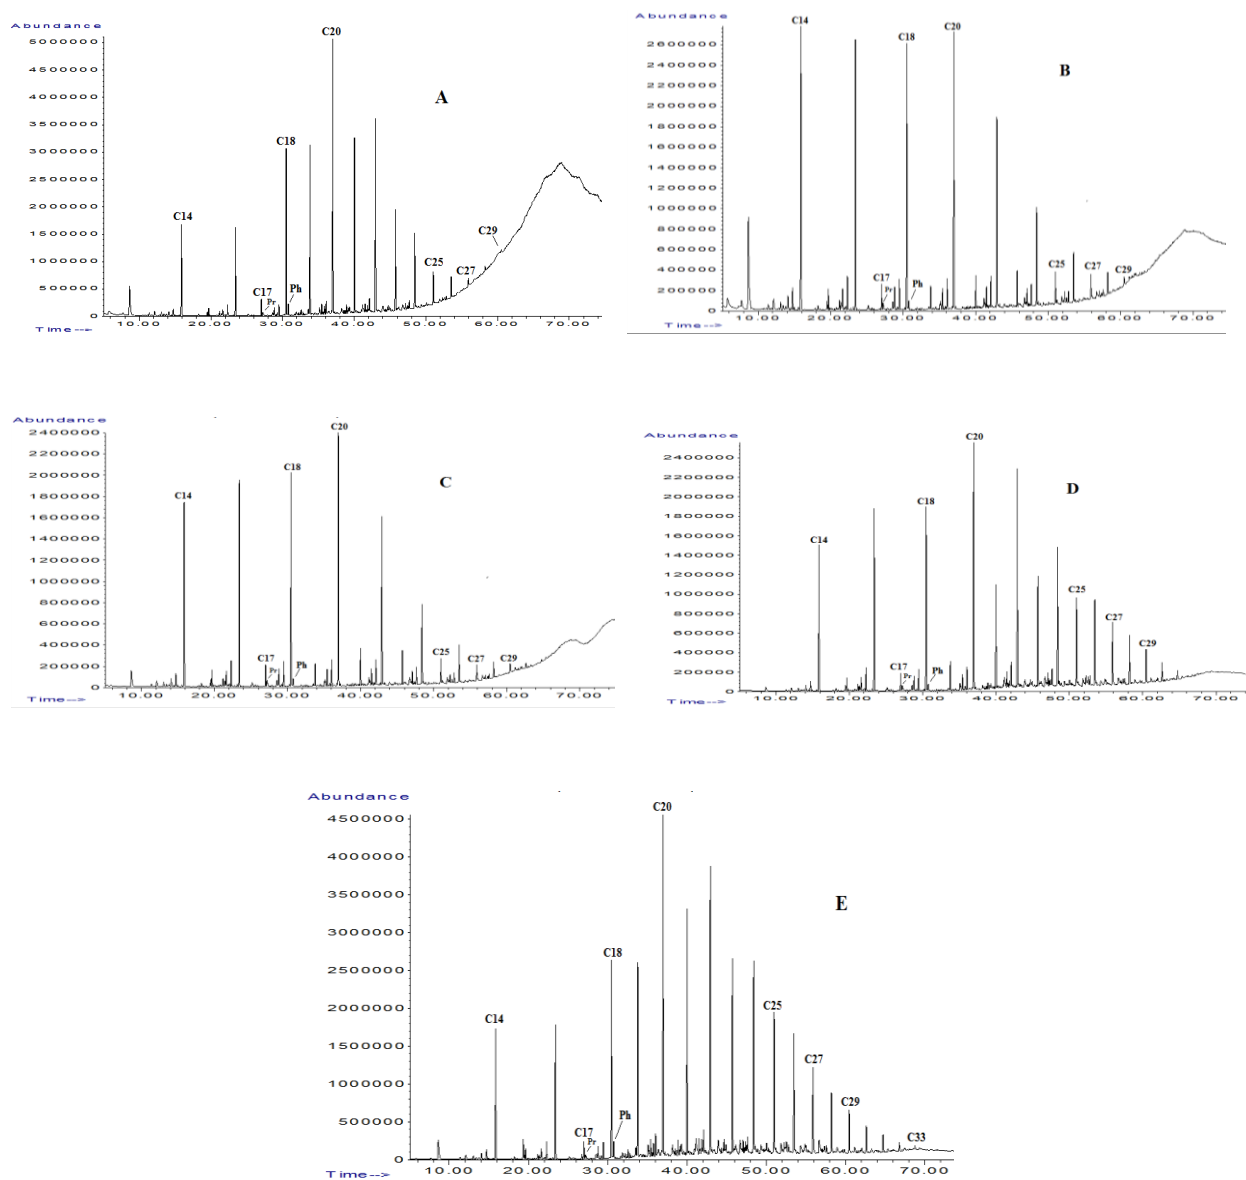 Abundance
C20
5000000
4500000
A
4000000
3500000
C18
3000000
2500000
2000000
C14
C29
1500000
1000000
C25
C27
500000
C17
Pr
Ph
0
10.00 20.00 30.00 40.00 50.00 60.00 70.00
Time-->
Abundance
C14
C18
C20
2600000
2400000
B
2200000
2000000
1800000
1600000
1400000
1200000
1000000
800000
600000
400000
C17
Pr
Ph
C25
C27
C29
200000
0
10.00 20.00 30.00 40.00 50.00 60.00 70.00
Time-->
Abundance
C20
2400000
2200000
C18
2000000
C
1800000
C14
1600000
1400000
1200000
1000000
800000
600000
400000
C17
Pr
Ph
C25
C27
C29
200000
0
10.00 20.00 30.00 40.00 50.00 60.00 70.00
Time-->
Abundance
C20
2400000
2200000
D
2000000
C18
1800000
1600000
C14
1400000
1200000
1000000
C25
800000
C27
600000
400000
C29
C17
Pr
Ph
200000
0
10.00 20.00 30.00 40.00 50.00 60.00 70.00
Time-->
Abundance
C20
4500000
4000000
3500000
E
3000000
C18
2500000
2000000
C25
C14
1500000
C27
1000000
C29
500000
C17
Pr
Ph
C33
0
10.00 20.00 30.00 40.00 50.00 60.00 70.00
Time-->